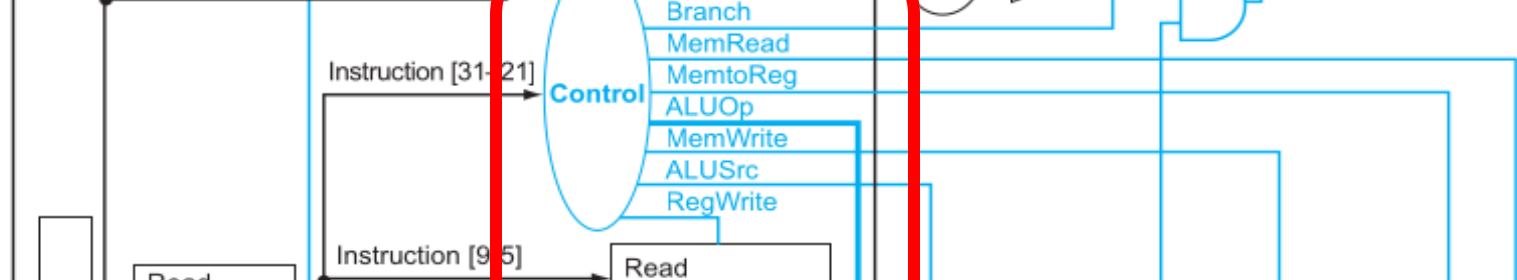 Branch
MemRead
Instruction [31–21]
MemtoReg
Control
ALUOp
MemWrite
ALUSrc
RegWrite
Instruction [9–5]
Read
Read